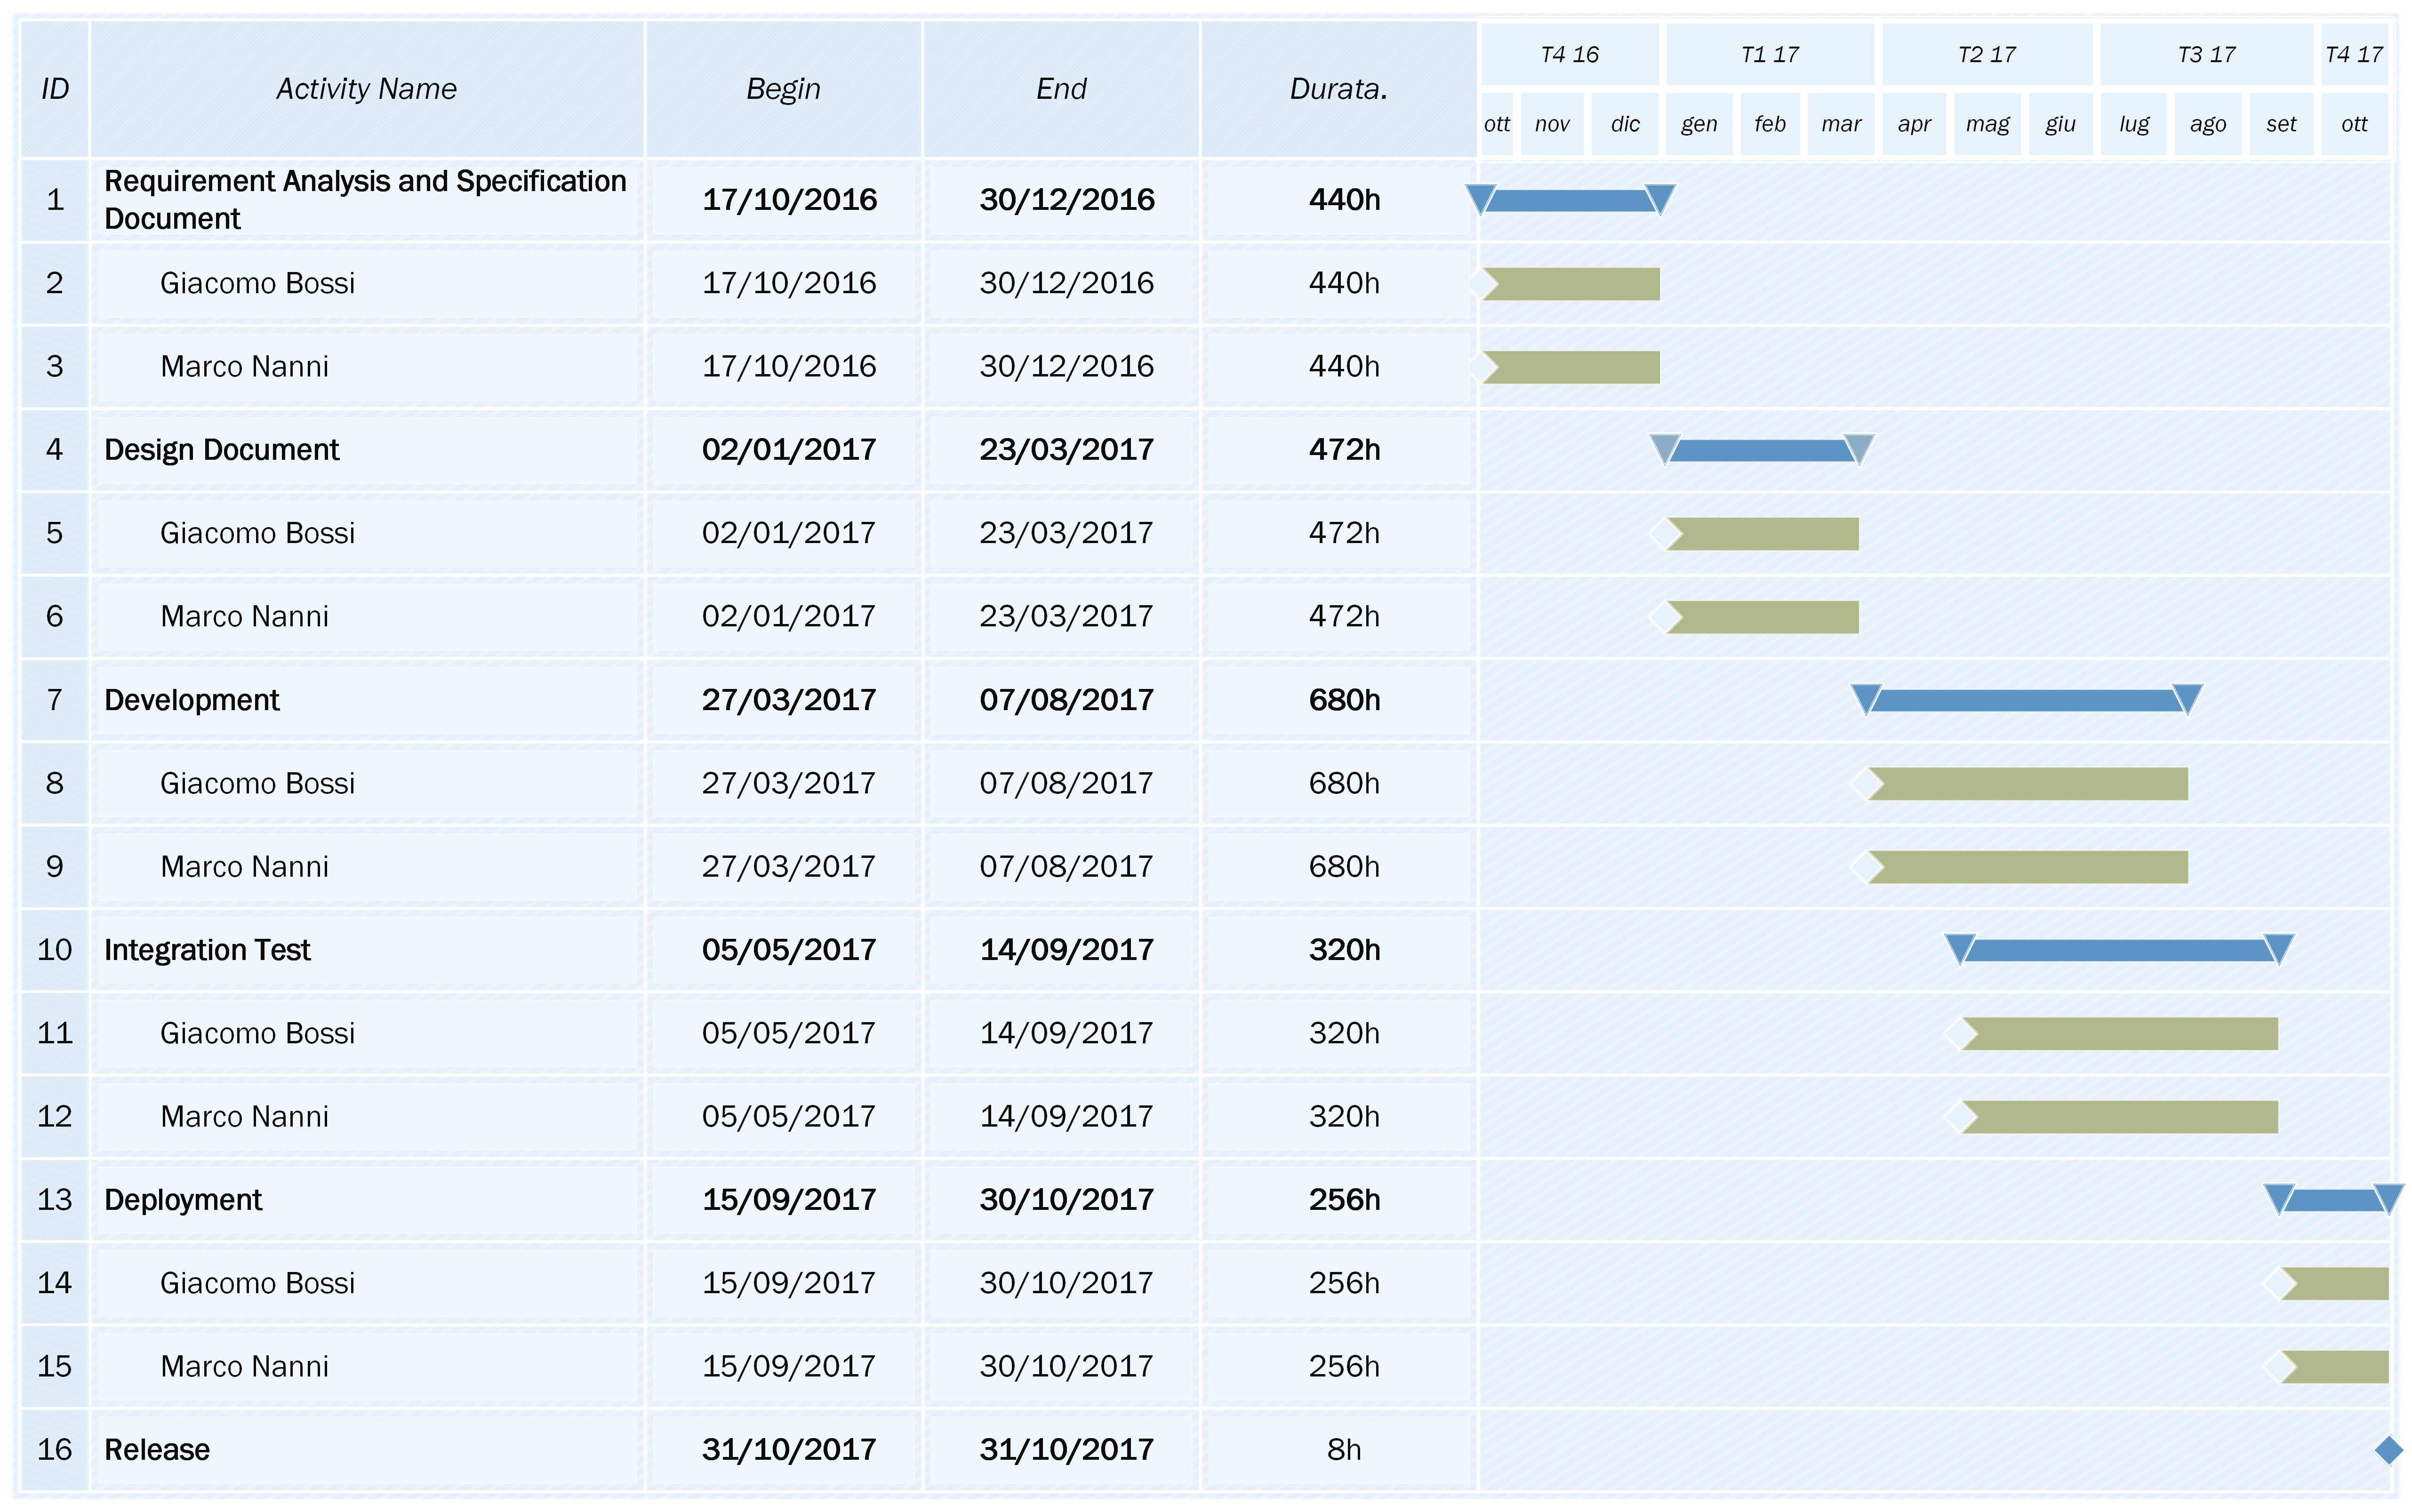 ID Activity Name Begin End Durata. T4 16 T1 17 T2 17 T3 17 T4 17
ott nov dic gen feb mar apr mag giu lug ago set ott
1 Requirement Analysis and Specification
Document 17/10/2016 30/12/2016 440h
2 Giacomo Bossi 17/10/2016 30/12/2016 440h
3 Marco Nanni 17/10/2016 30/12/2016 440h
4 Design Document 02/01/2017 23/03/2017 472h
5 Giacomo Bossi 02/01/2017 23/03/2017 472h
6 Marco Nanni 02/01/2017 23/03/2017 472h
7 Development 27/03/2017 07/08/2017 680h
8 Giacomo Bossi 27/03/2017 07/08/2017 680h
9 Marco Nanni 27/03/2017 07/08/2017 680h
10 Integration Test 05/05/2017 14/09/2017 320h
11 Giacomo Bossi 05/05/2017 14/09/2017 320h
12 Marco Nanni 05/05/2017 14/09/2017 320h
13 Deployment 15/09/2017 30/10/2017 256h
14 Giacomo Bossi 15/09/2017 30/10/2017 256h
15 Marco Nanni 15/09/2017 30/10/2017 256h
16 Release 31/10/2017 31/10/2017 8h